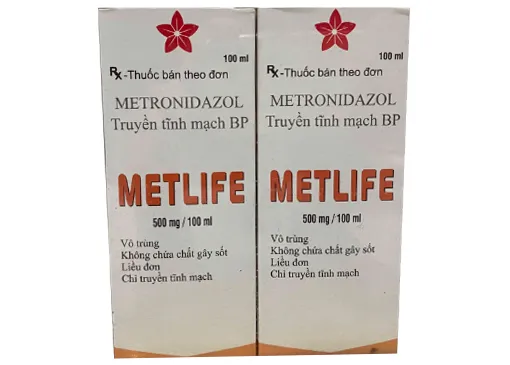 100 ml
Rx-Thuốc bán theo đơn
METRONIDAZOL
Truyền tĩnh mạch BP
METLIFE
500 mg / 100 ml
Vô trùng
Không chứa chất gây sốt
Liều đơn
Chỉ truyền tĩnh mạch
100 ml
Rx-Thuốc bán theo đơn
METRONIDAZOL
Truyền tĩnh mạch BP
METLIFE
500 mg / 100 ml
Vô trùng
Không chứa chất gây sốt
Liều đơn
Chỉ truyền tĩnh mạch